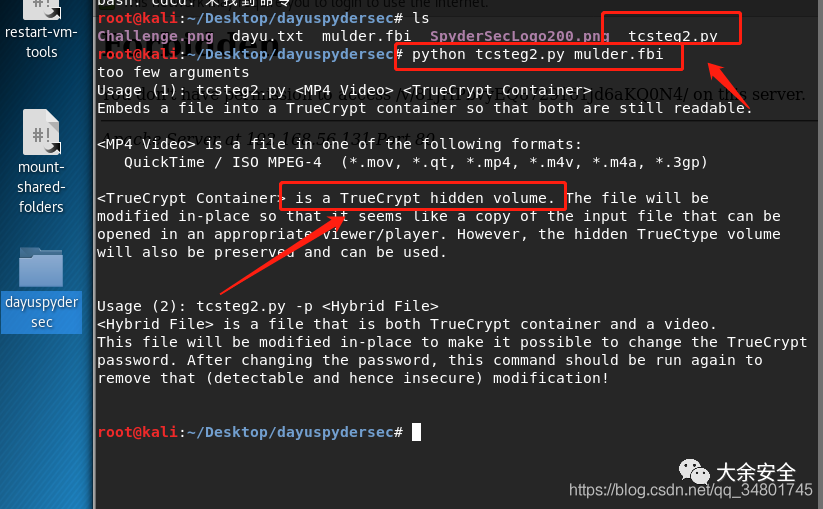 restart-vm-
tools
mount-
shared-
folders
dayuspyder
sec
root@kali:~/Desktop/dayuspydersec# ls
Challenge.png dayu.txt mulder.fbi SpyderSecLogo200.png tcsteg2.py
root@kali:~/Desktop/dayuspydersec# python tcsteg2.py mulder.fbi
too few arguments
Usage (1): tcsteg2.py <MP4 Video> <TrueCrypt Container>
Embeds a file into a TrueCrypt container so that both are still readable.
<MP4 Video> is a file in one of the following formats:
QuickTime / ISO MPEG-4 (*.mov, *.qt, *.mp4, *.m4v, *.m4a, *.3gp)
<TrueCrypt Container> is a TrueCrypt hidden volume. The file will be
modified in-place so that it seems like a copy of the input file that can be
opened in an appropriate viewer/player. However, the hidden TrueCtype volume
will also be preserved and can be used.
Usage (2): tcsteg2.py -p <Hybrid File>
<Hybrid File> is a file that is both TrueCrypt container and a video.
This file will be modified in-place to make it possible to change the TrueCrypt
password. After changing the password, this command should be run again to
remove that (detectable and hence insecure) modification!
root@kali:~/Desktop/dayuspydersec#
大余安全
https://blog.csdn.net/qq_34801745